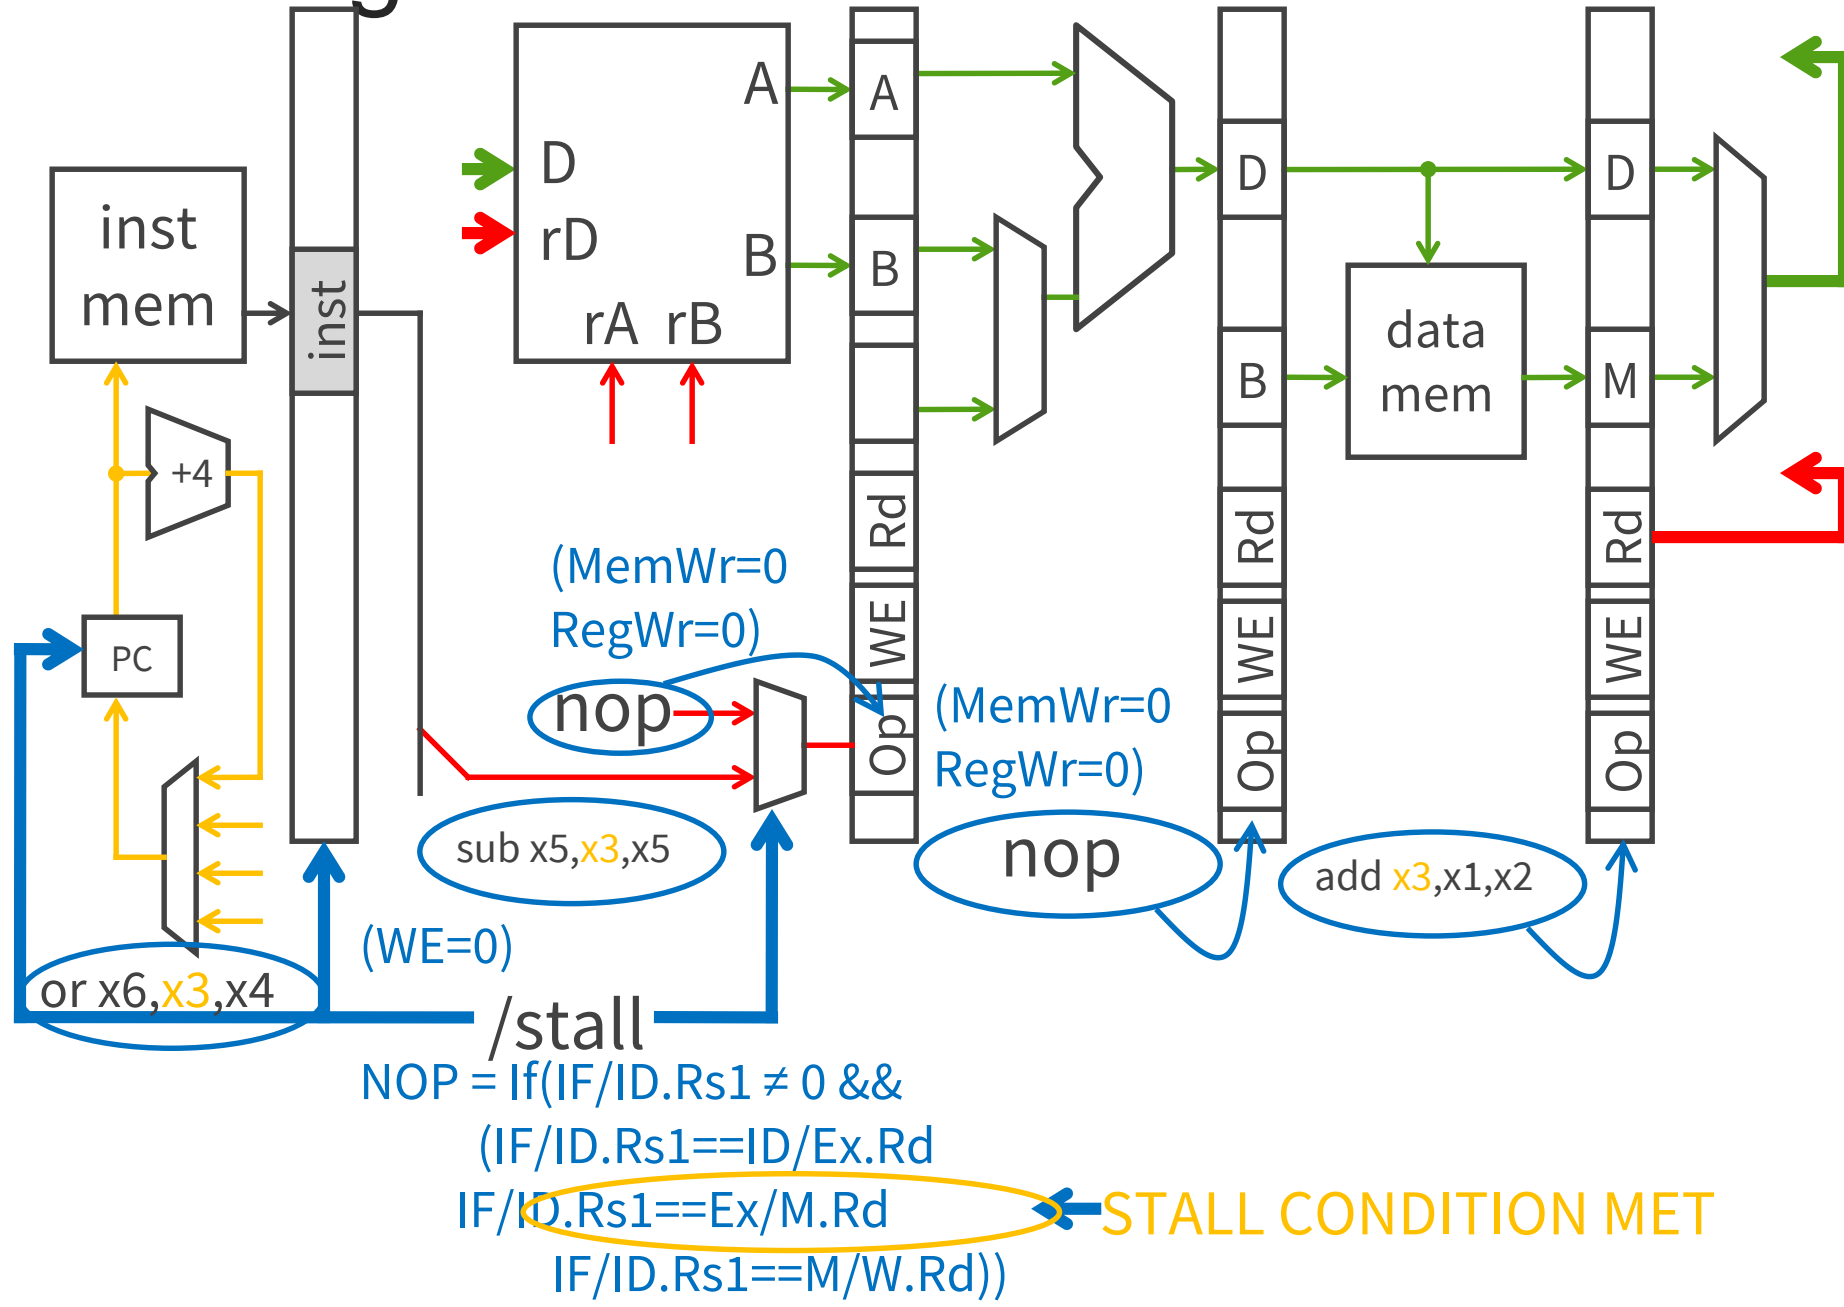 inst
mem
inst
+4
PC
D
rD
A
B
rA rB
A
B
Rd
WE
Op
D
B
Rd
WE
Op
data
mem
D
M
Rd
WE
Op
(MemWr=0
RegWr=0)
nop
(MemWr=0
RegWr=0)
nop
sub x5,x3,x5
add x3,x1,x2
or x6,x3,x4
(WE=0)
/stall
NOP = If(IF/ID.Rs1 ≠ 0 &&
(IF/ID.Rs1==ID/Ex.Rd
IF/ID.Rs1==Ex/M.Rd
STALL CONDITION MET
IF/ID.Rs1==M/W.Rd))